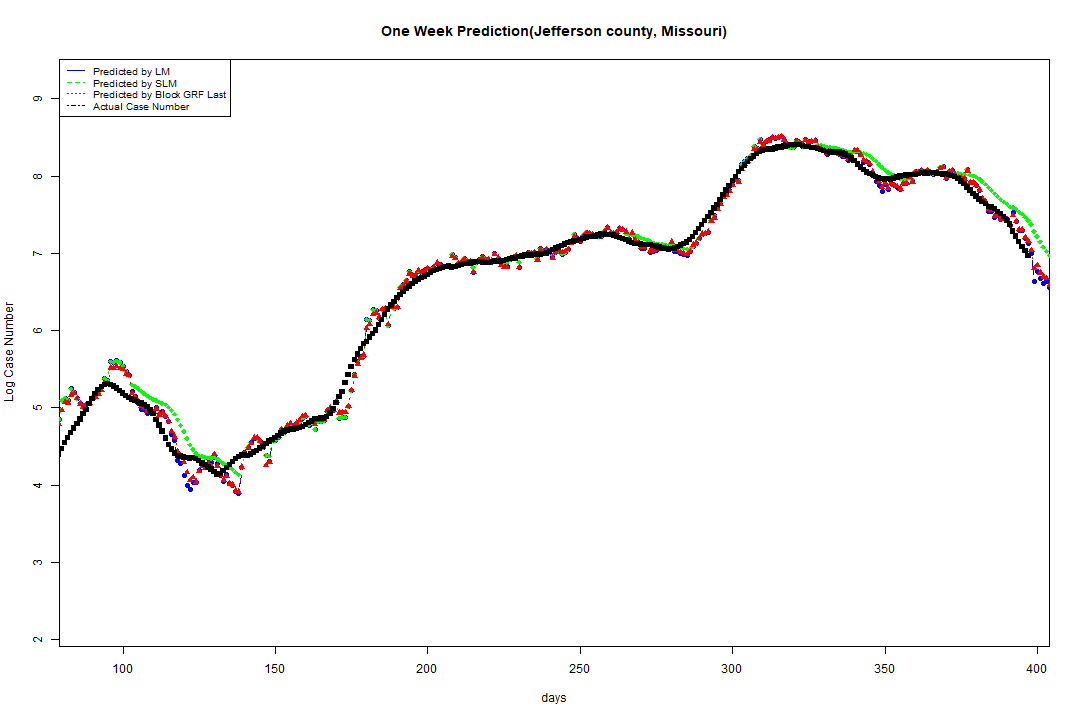 One Week Prediction(Jefferson county, Missouri)
Predicted by LM
Predicted by SLM
Predicted by Block GRF Last
Actual Case Number
9
8
7
6
5
4
3
2
Log Case Number
100 150 200 250 300 350 400
days